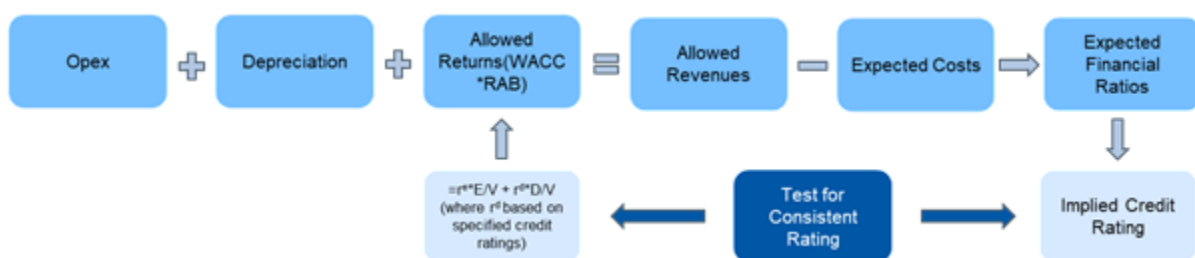 Opex
Depreciation
Allowed
Returns(WACC
*RAB)
Allowed
Revenues
Expected Costs
Expected
Financial
Ratios
=rᵉ*E/V + rᵈ*D/V
(where rᵈ based on
specified credit
ratings)
Test for
Consistent
Rating
Implied Credit
Rating